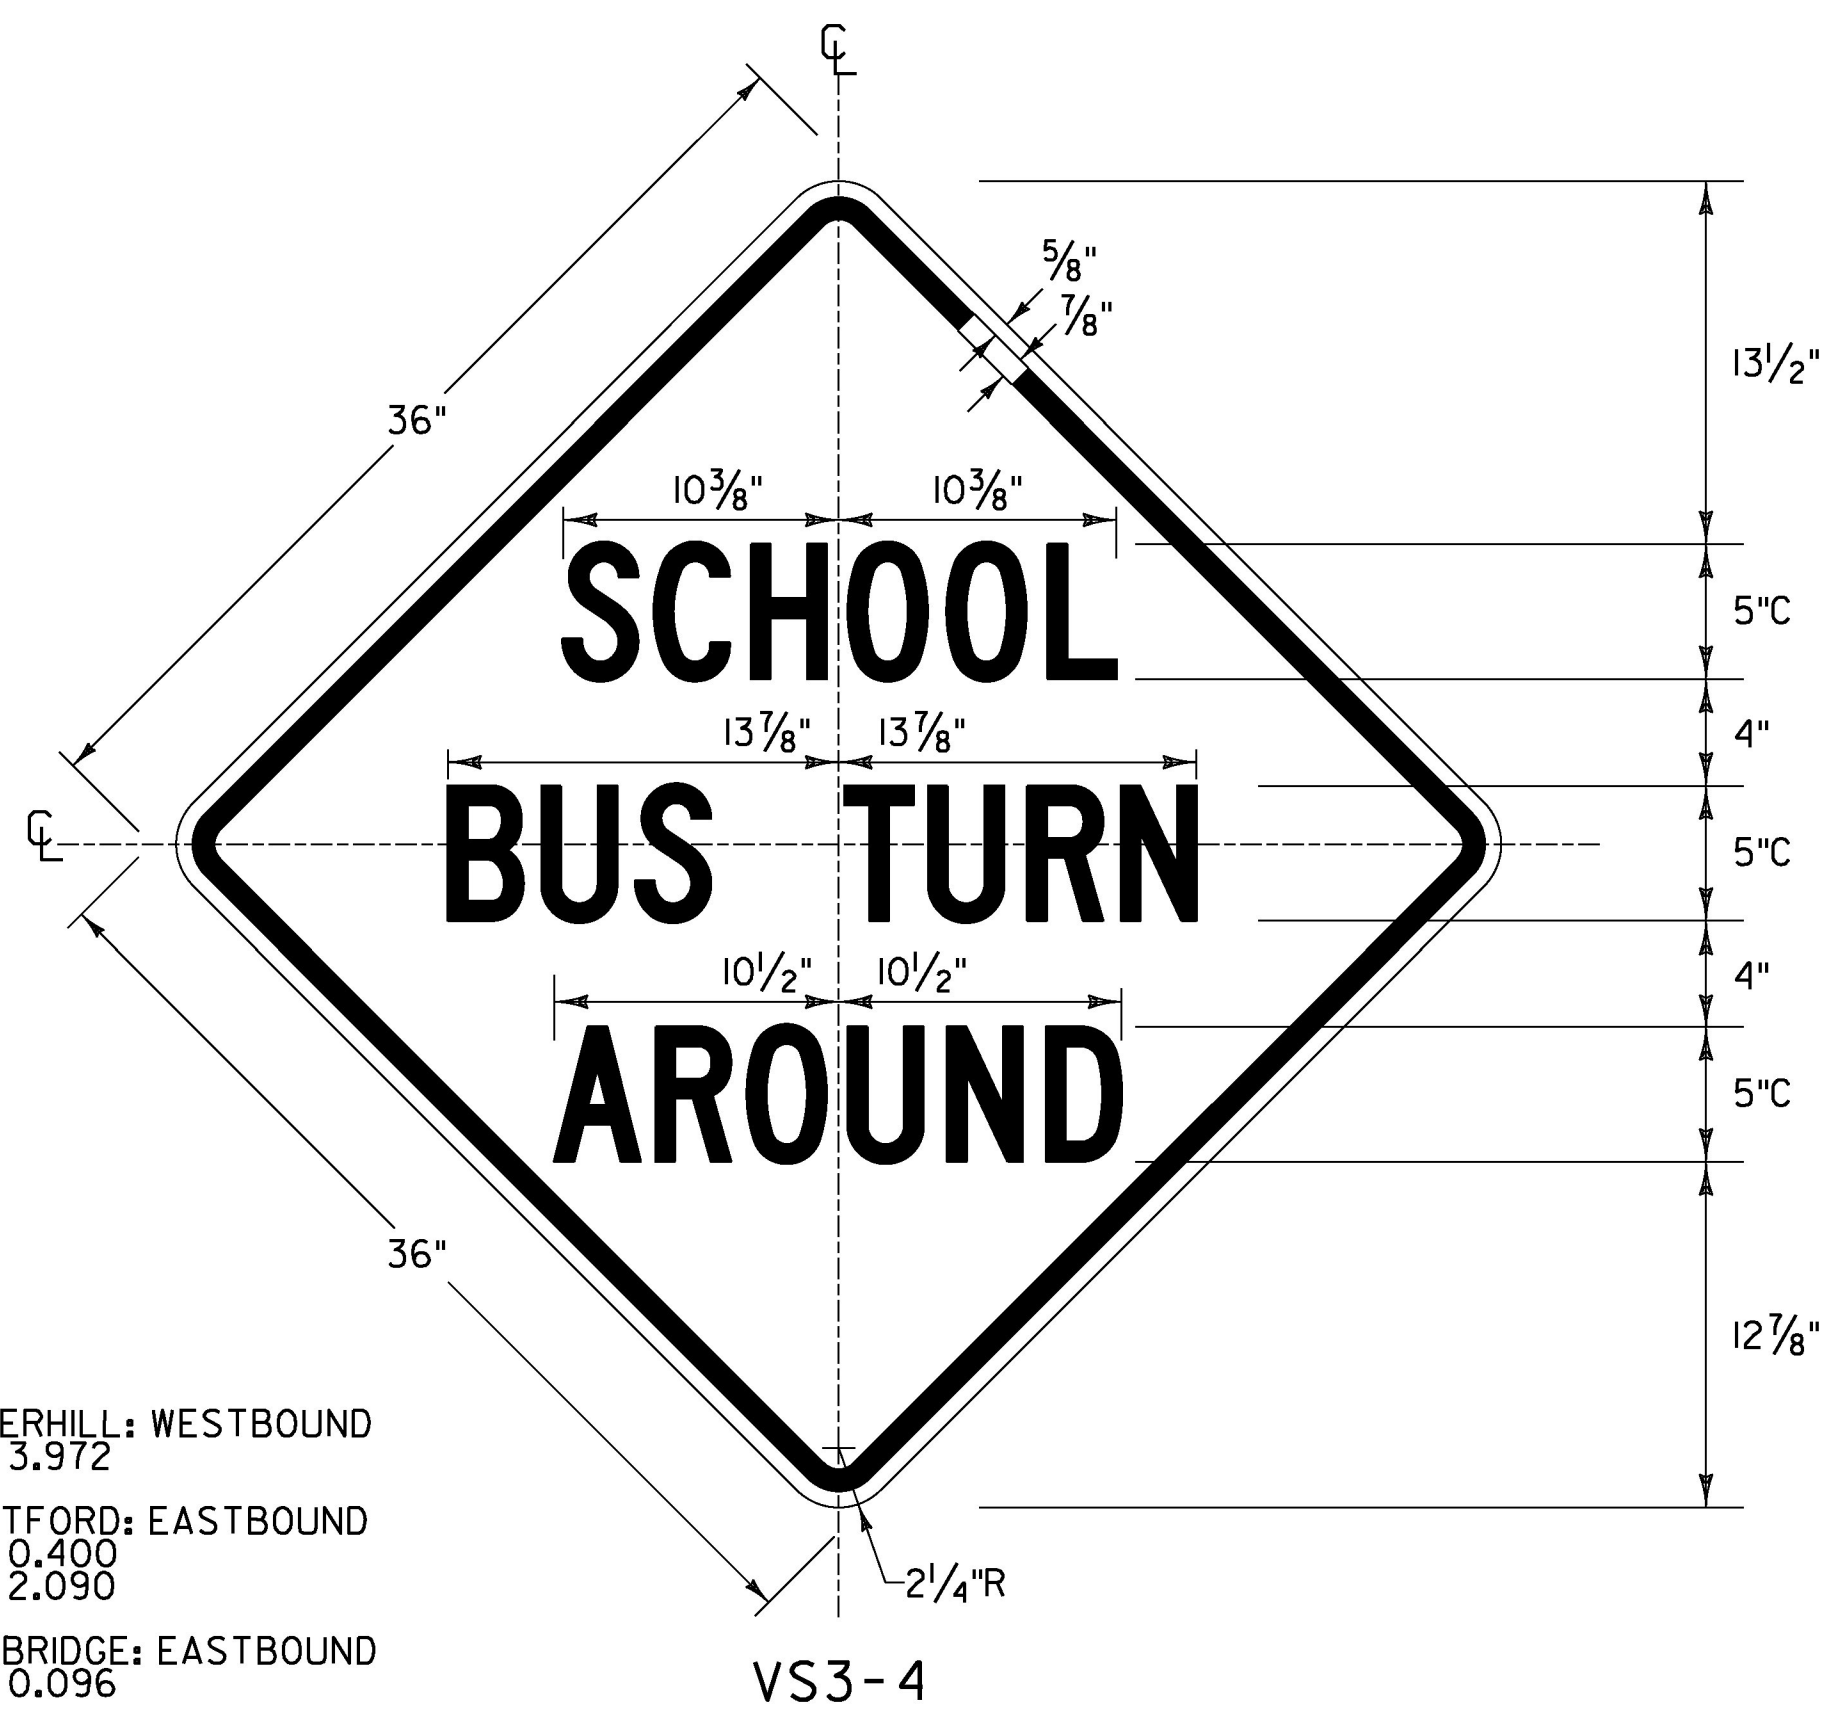 ℄
5/8"
7/8"
13 1/2"
36"
10 3/8" 10 3/8"
SCHOOL
5"C
13 7/8" 13 7/8"
4"
BUS TURN
℄
5"C
10 1/2" 10 1/2"
4"
AROUND
5"C
36"
12 7/8"
ERHILL: WESTBOUND
3.972
TFORD: EASTBOUND
0.400
2.090
2 1/4"R
BRIDGE: EASTBOUND
0.096
VS3-4